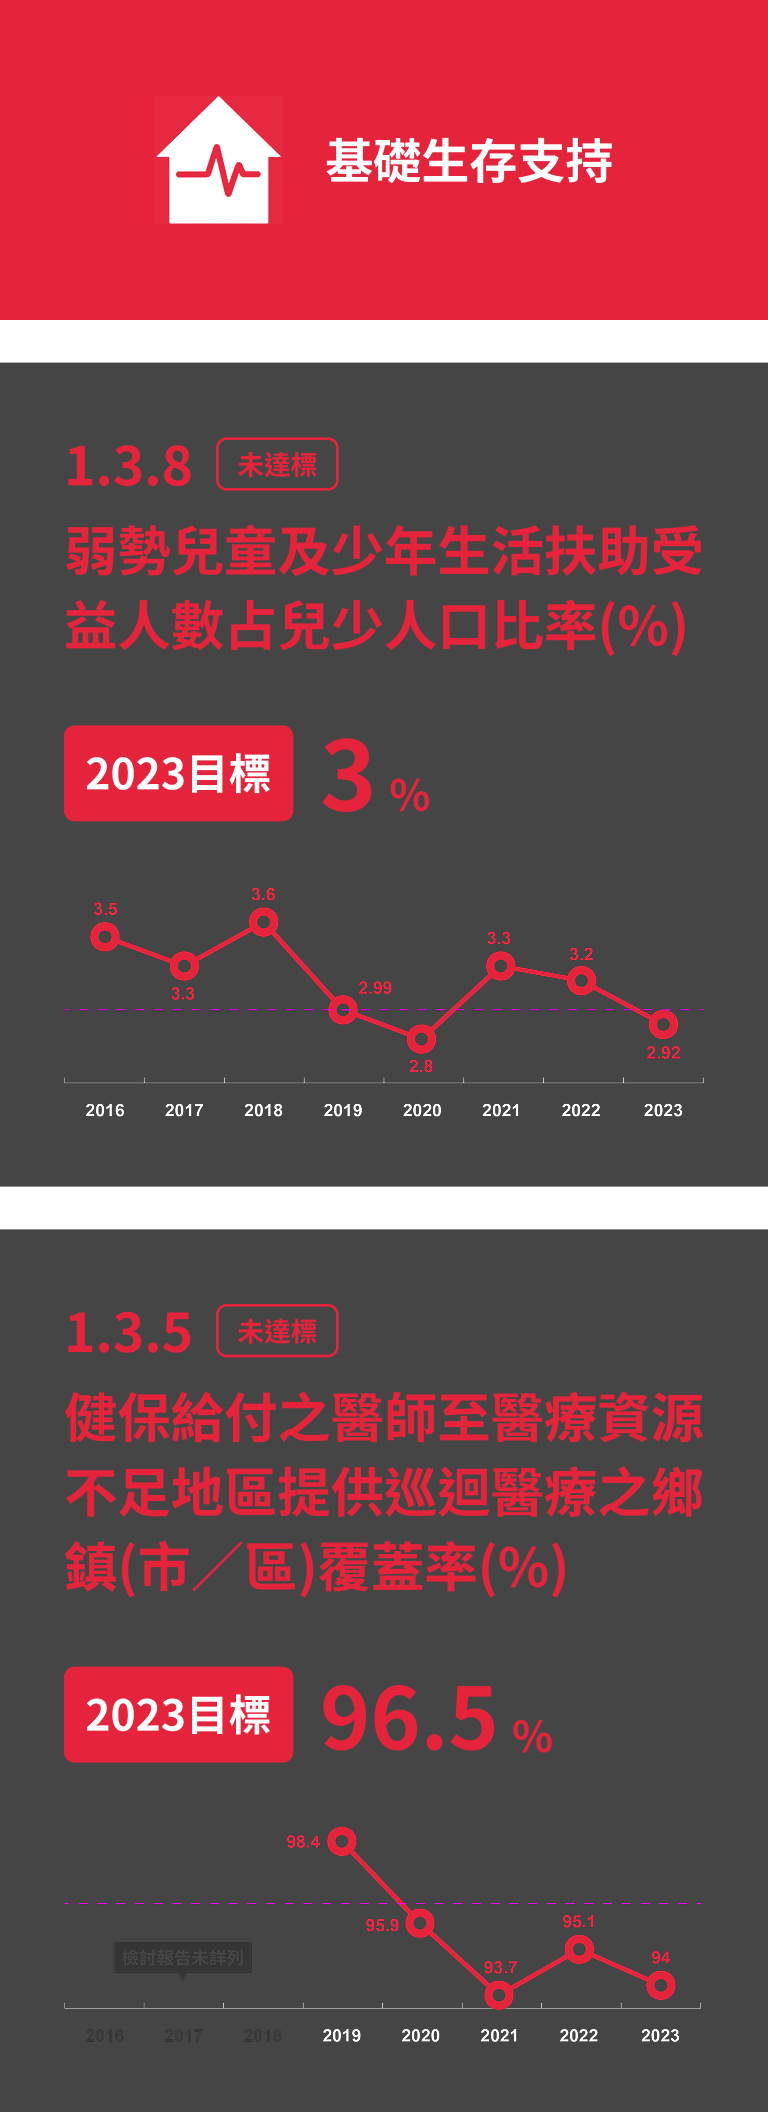 基礎生存支持
1.3.8 未達標
弱勢兒童及少年生活扶助受
益人數占兒少人口比率(%)
2023目標 3 %
3.5
3.3
3.6
2.99
2.8
3.3
3.2
2.92
2016 2017 2018 2019 2020 2021 2022 2023
1.3.5 未達標
健保給付之醫師至醫療資源
不足地區提供巡迴醫療之鄉
鎮(市／區)覆蓋率(%)
2023目標 96.5 %
98.4
95.9
93.7
95.1
94
檢討報告未詳列
2016 2017 2018 2019 2020 2021 2022 2023